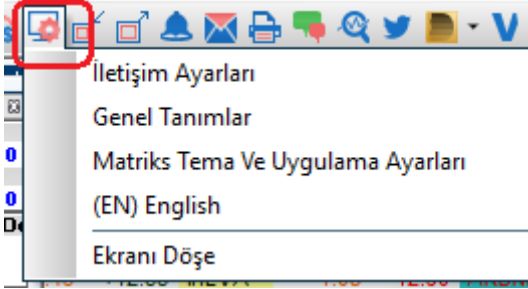 İletişim Ayarları
Genel Tanımlar
Matriks Tema Ve Uygulama Ayarları
(EN) English
Ekranı Döşe